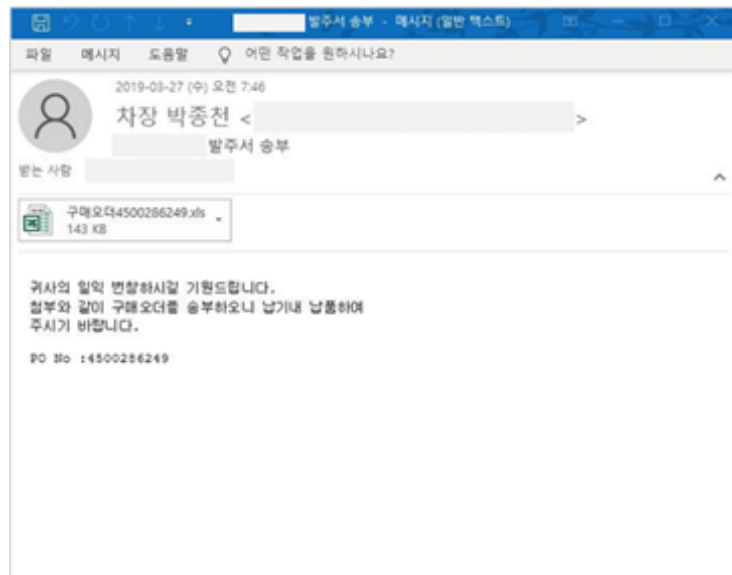 발주서 송부 - 메시지 (일반 텍스트)
파일 메시지 도움말 어떤 작업을 원하시나요?
2019-03-27 (수) 오전 7:46
차장 박종천 < >
발주서 송부
받는 사람
구매오더4500286249.xls
143 KB
귀사의 일익 번창하시길 기원드립니다.
첨부와 같이 구매오더를 송부하오니 납기내 납품하여
주시기 바랍니다.
PO No :4500286249